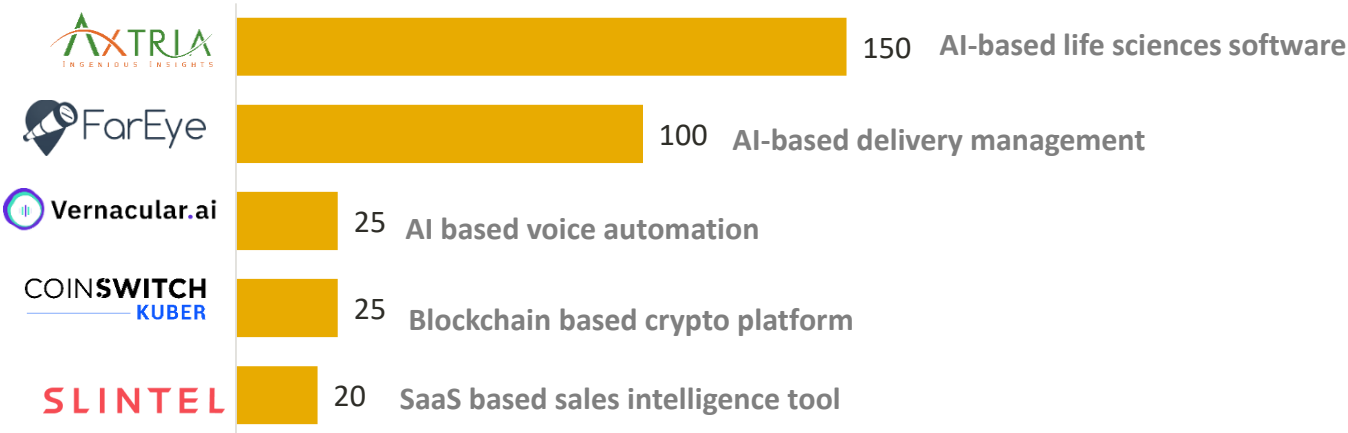 AXTRIA
INGENIOUS INSIGHTS
150 AI-based life sciences software
FarEye
100 AI-based delivery management
Vernacular.ai
25 AI based voice automation
COINSWITCH
KUBER
25 Blockchain based crypto platform
SLINTEL
20 SaaS based sales intelligence tool